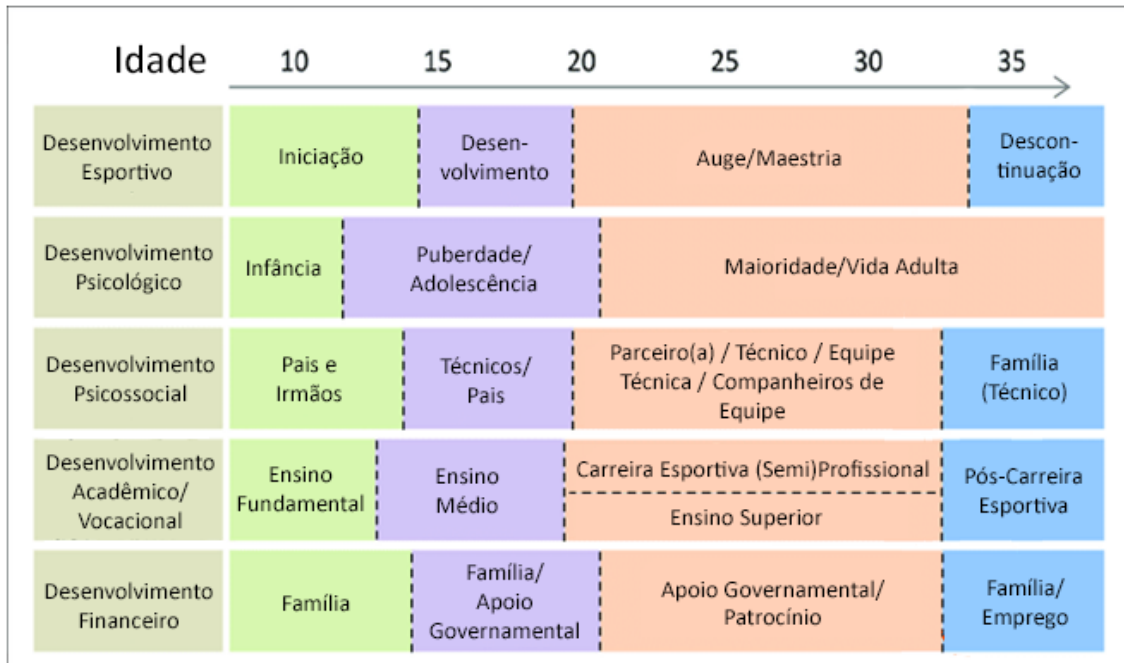 Idade 10 15 20 25 30 35
Desenvolvimento
Esportivo
Iniciação
Desen-
volvimento
Auge/Maestria
Descon-
tinuação
Desenvolvimento
Psicológico
Infância
Puberdade/
Adolescência
Maioridade/Vida Adulta
Desenvolvimento
Psicossocial
Pais e
Irmãos
Técnicos/
Pais
Parceiro(a) / Técnico / Equipe
Técnica / Companheiros de
Equipe
Família
(Técnico)
Desenvolvimento
Acadêmico/
Vocacional
Ensino
Fundamental
Ensino
Médio
Carreira Esportiva (Semi)Profissional
Ensino Superior
Pós-Carreira
Esportiva
Desenvolvimento
Financeiro
Família
Família/
Apoio
Governamental
Apoio Governamental/
Patrocínio
Família/
Emprego